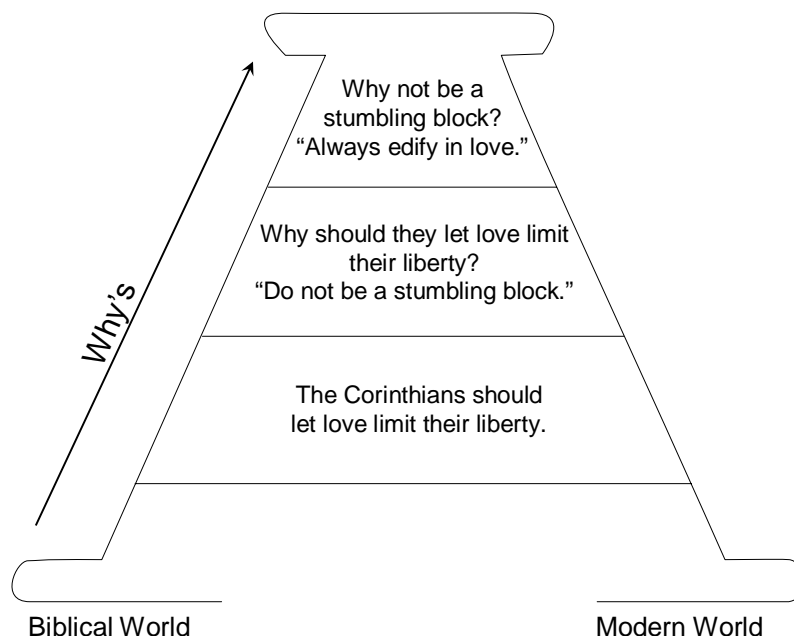 Why not be a
stumbling block?
“Always edify in love.”
Why should they let love limit
their liberty?
“Do not be a stumbling block.”
Why’s
The Corinthians should
let love limit their liberty.
Biblical World
Modern World